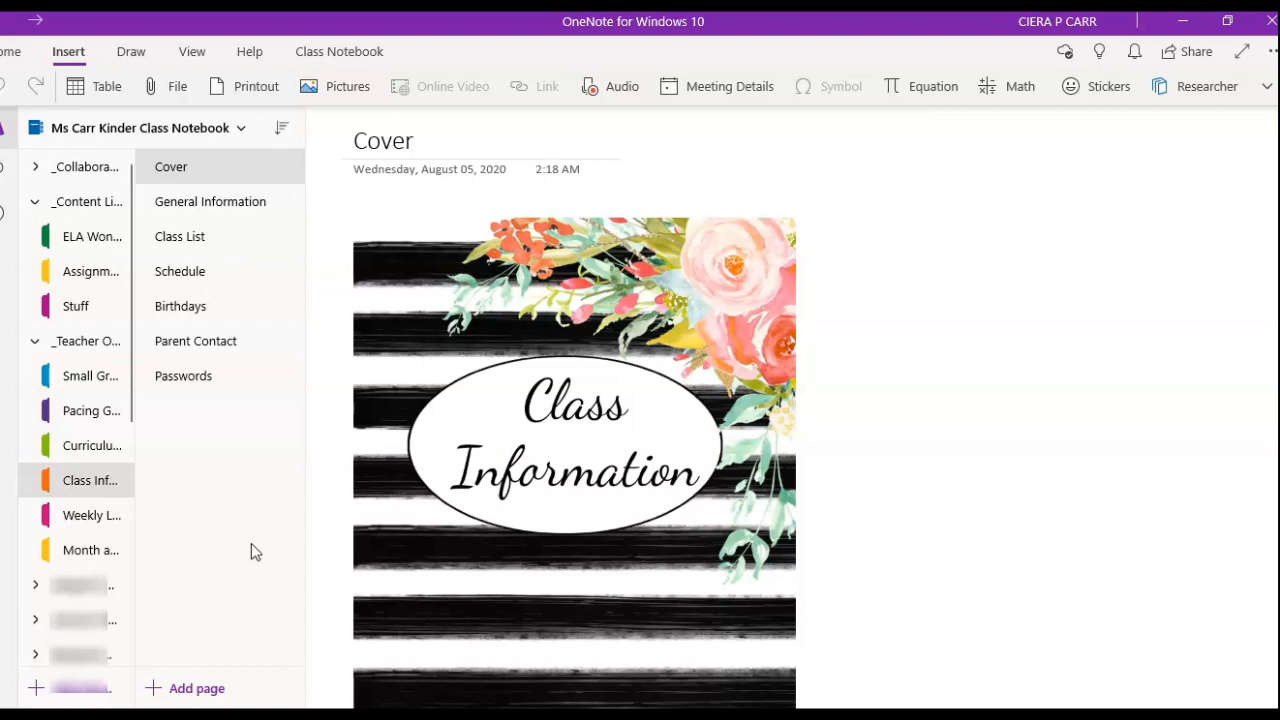 OneNote for Windows 10
CIERA P CARR
ome Insert Draw View Help Class Notebook Share
Table File Printout Pictures Online Video Link Audio Meeting Details Symbol Equation Math Stickers Researcher
Ms Carr Kinder Class Notebook
_Collabora...
_Content Li...
ELA Won...
Assignm...
Stuff
_Teacher O...
Small Gr...
Pacing G...
Curriculu...
Class Inf...
Weekly L...
Month a...
Cover
General Information
Class List
Schedule
Birthdays
Parent Contact
Passwords
Add page
Cover
Wednesday, August 05, 2020 2:18 AM
Class
Information